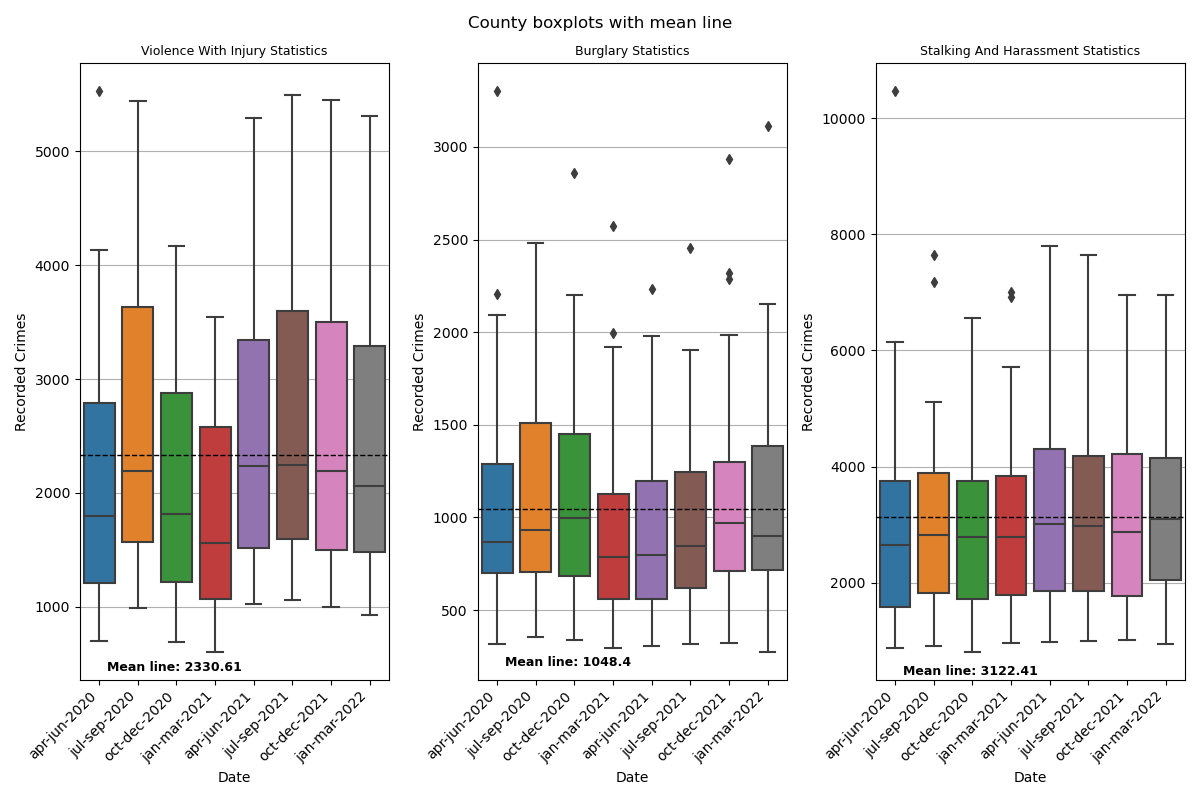 County boxplots with mean line
Violence With Injury Statistics
Recorded Crimes
5000
4000
3000
2000
1000
Mean line: 2330.61
apr-jun-2020
jul-sep-2020
oct-dec-2020
jan-mar-2021
apr-jun-2021
jul-sep-2021
oct-dec-2021
jan-mar-2022
Date
Burglary Statistics
Recorded Crimes
3000
2500
2000
1500
1000
500
Mean line: 1048.4
apr-jun-2020
jul-sep-2020
oct-dec-2020
jan-mar-2021
apr-jun-2021
jul-sep-2021
oct-dec-2021
jan-mar-2022
Date
Stalking And Harassment Statistics
Recorded Crimes
10000
8000
6000
4000
2000
Mean line: 3122.41
apr-jun-2020
jul-sep-2020
oct-dec-2020
jan-mar-2021
apr-jun-2021
jul-sep-2021
oct-dec-2021
jan-mar-2022
Date